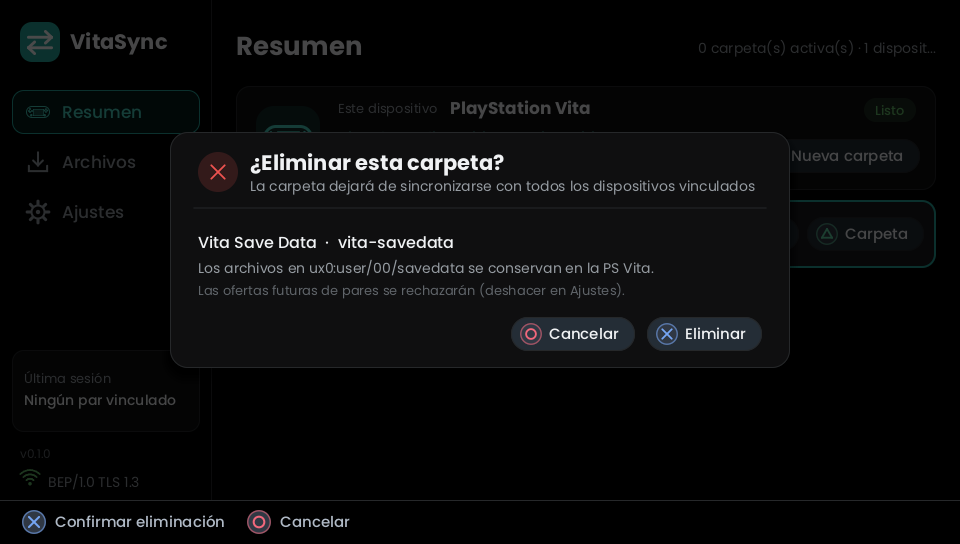 VitaSync
Resumen
Archivos
Ajustes
Última sesión
Ningún par vinculado
v0.1.0
BEP/1.0 TLS 1.3
Resumen
0 carpeta(s) activa(s) · 1 disposit...
Este dispositivo PlayStation Vita
Listo
Nueva carpeta
Carpeta
¿Eliminar esta carpeta?
La carpeta dejará de sincronizarse con todos los dispositivos vinculados
Vita Save Data · vita-savedata
Los archivos en ux0:user/00/savedata se conservan en la PS Vita.
Las ofertas futuras de pares se rechazarán (deshacer en Ajustes).
Cancelar Eliminar
Confirmar eliminación Cancelar